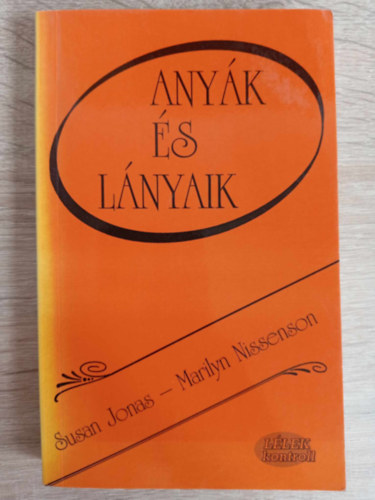 ANYÁK
ÉS
LÁNYAIK
Susan Jonas – Marilyn Nissenson
LÉLEK
kontroll